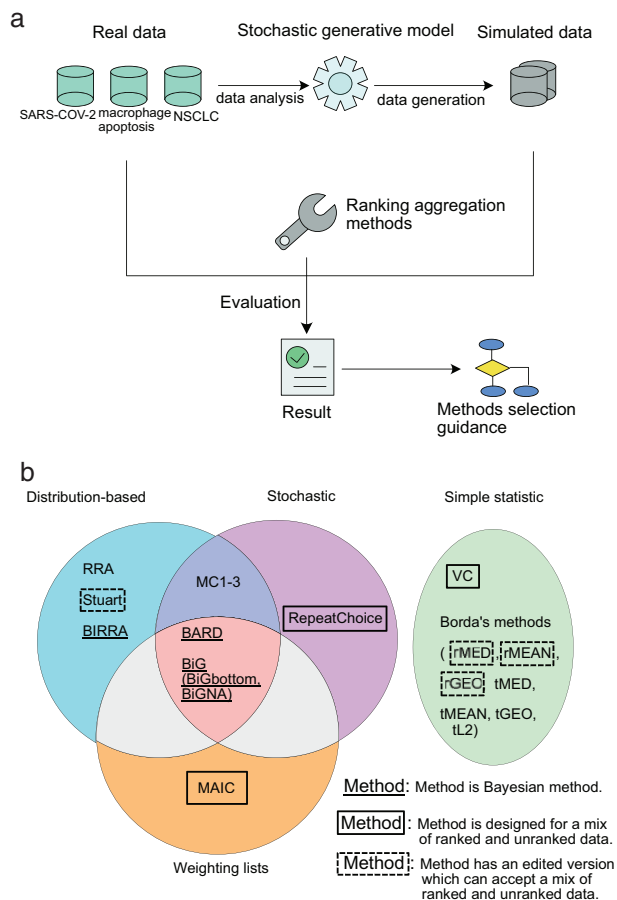 a
Real data
Stochastic generative model
Simulated data
SARS-COV-2
macrophage
apoptosis
NSCLC
data analysis
data generation
Ranking aggregation
methods
Evaluation
Result
Methods selection
guidance
b
Distribution-based
Stochastic
Simple statistic
RRA
Stuart
BIRRA
MC1-3
BARD
BiG
(BiGbottom,
BiGNA)
RepeatChoice
MAIC
Weighting lists
VC
Borda's methods
( rMED , rMEAN,
rGEO tMED,
tMEAN, tGEO,
tL2)
Method: Method is Bayesian method.
Method : Method is designed for a mix
of ranked and unranked data.
Method : Method has an edited version
which can accept a mix of
ranked and unranked data.